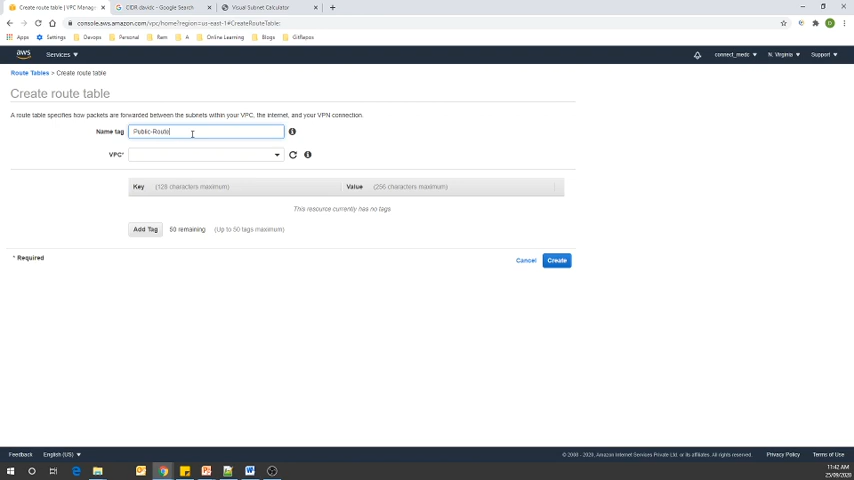 Create route table | VPC Manag
CIDR davidc - Google Search
Visual Subnet Calculator
console.aws.amazon.com/vpc/home?region=us-east-1#CreateRouteTable:
Apps Settings Devops Personal Ram A Online Learning Blogs GitRepos
aws Services connect_medc N. Virginia Support
Route Tables > Create route table
Create route table
A route table specifies how packets are forwarded between the subnets within your VPC, the internet, and your VPN connection.
Name tag Public-Route
VPC*
Key (128 characters maximum) Value (256 characters maximum)
This resource currently has no tags
Add Tag 50 remaining (Up to 50 tags maximum)
* Required
Cancel Create
Feedback English (US) © 2008 - 2020, Amazon Internet Services Private Ltd. or its affiliates. All rights reserved. Privacy Policy Terms of Use
11:42 AM
25/09/2020